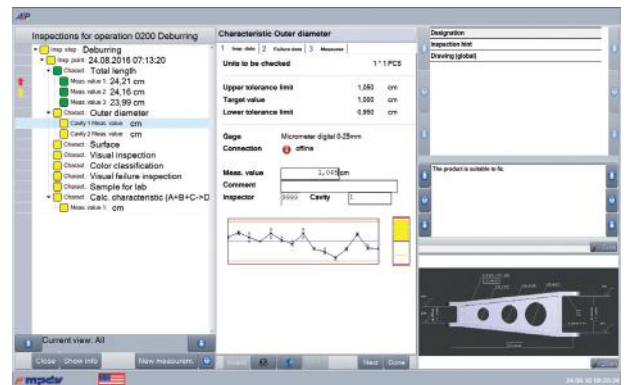 AIP
Inspections for operation 0200 Deburring
Insp. step Deburring
Insp. point 24.08.2016 07:13:20
Charact. Total length
Meas. value 1: 24,21 cm
Meas. value 2: 24,16 cm
Meas. value 3: 23,99 cm
Charact. Outer diameter
Cavity 1 Meas. value cm
Cavity 2 Meas. value cm
Charact. Surface
Charact. Visual inspection
Charact. Color classification
Charact. Visual failure inspection
Charact. Sample for lab
Charact. Calc. characteristic (A+B+C->D
Meas. value 1: cm
Current view: All
Close Show info New measurem.
Characteristic Outer diameter
1 Insp. data 2 Failure data 3 Measures
Units to be checked 1*1 PCS
Upper tolerance limit 1,050 cm
Target value 1,000 cm
Lower tolerance limit 0,950 cm
Gage Micrometer digital 0-25mm
Connection offline
Meas. value 1,005 cm
Comment
Inspector 9999 Cavity 1
Next Done
Designation
Inspection hint
Drawing (global)
The product is suitable to fix.
mpdv